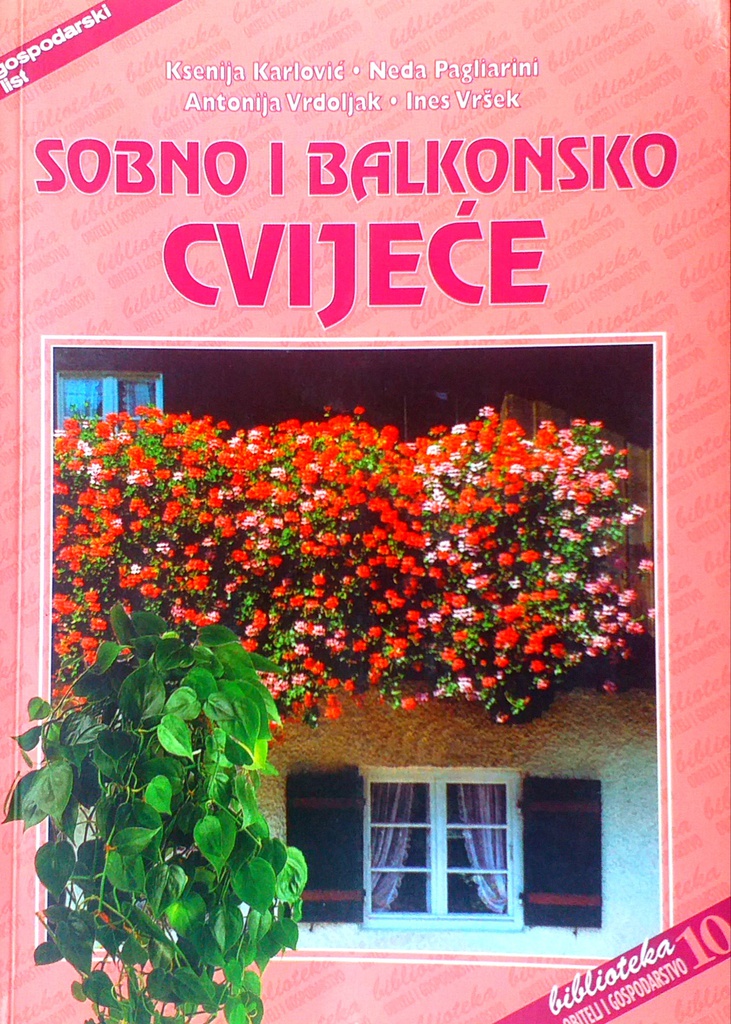 gospodarski
list
Ksenija Karlović • Neda Pagliarini
Antonija Vrdoljak • Ines Vršek
SOBNO I BALKONSKO
CVIJEĆE
biblioteka 10
OBITELJ I GOSPODARSTVO